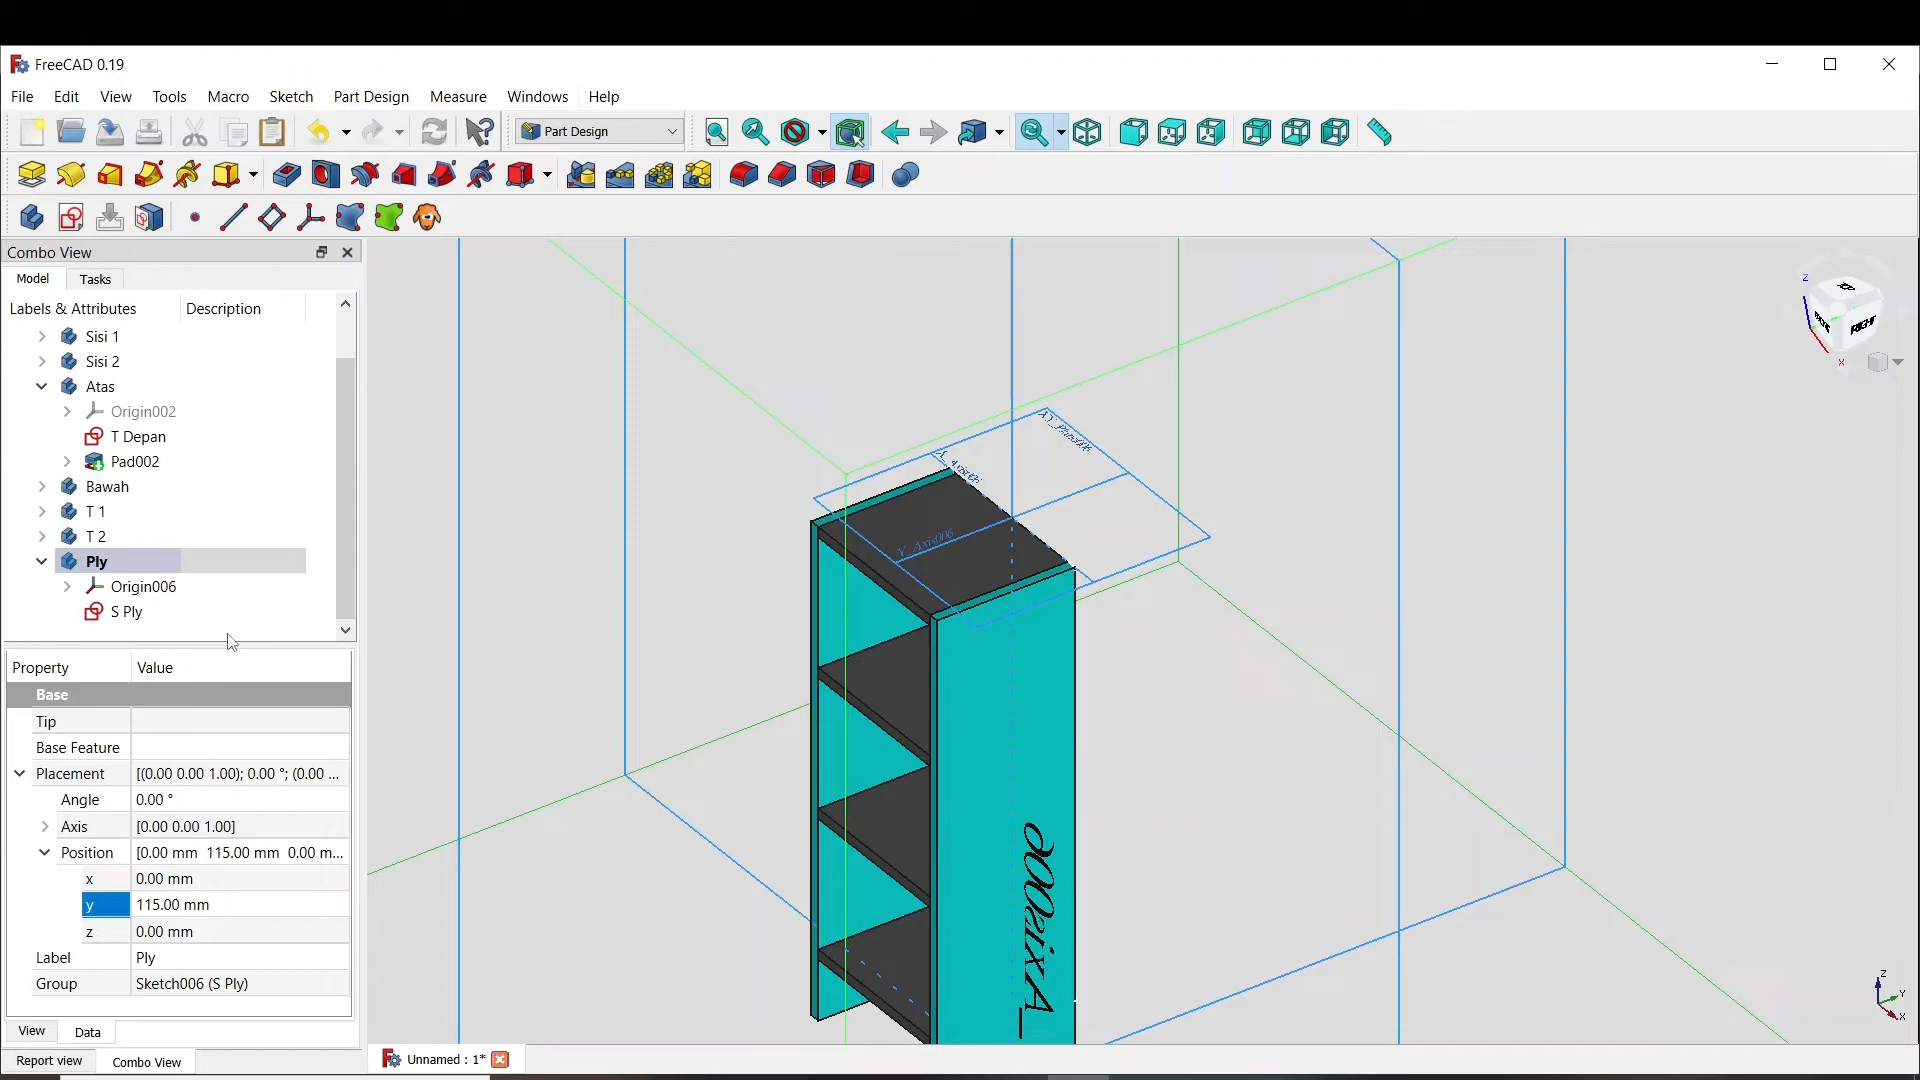 FreeCAD 0.19
File Edit View Tools Macro Sketch Part Design Measure Windows Help
Part Design
Combo View
Model Tasks
Labels & Attributes Description
Sisi 1
Sisi 2
Atas
Origin002
T Depan
Pad002
Bawah
T 1
T 2
Ply
Origin006
S Ply
Property Value
Base
Tip
Base Feature
Placement [(0.00 0.00 1.00); 0.00 °; (0.00 ...
Angle 0.00 °
Axis [0.00 0.00 1.00]
Position [0.00 mm 115.00 mm 0.00 m...
x 0.00 mm
y 115.00 mm
z 0.00 mm
Label Ply
Group Sketch006 (S Ply)
View Data
Report view Combo View
Unnamed : 1*
Y_Axis006
TOP
RIGHT
Z
X
Z
Y
X